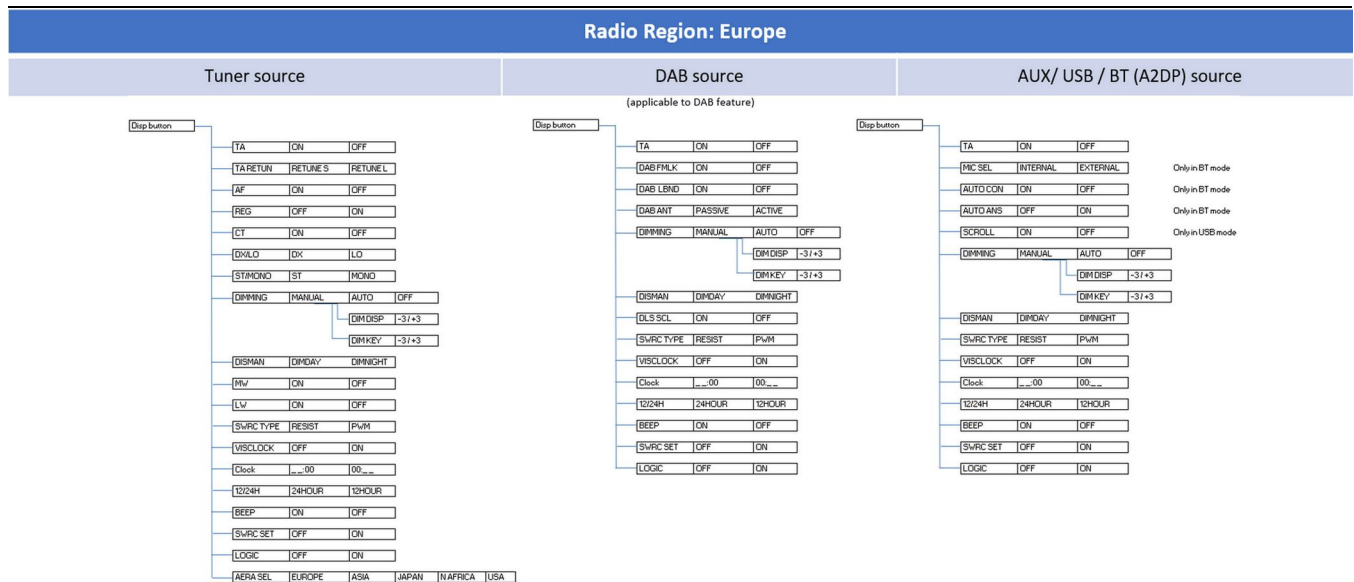 Radio Region: Europe
Tuner source
DAB source
AUX/ USB / BT (A2DP) source
(applicable to DAB feature)
Disp button
TA ON OFF
TA RETUN RETUNE S RETUNE L
AF ON OFF
REG OFF ON
CT ON OFF
DX/LO DX LO
ST/MONO ST MONO
DIMMING MANUAL AUTO OFF
DIM DISP -3 / +3
DIM KEY -3 / +3
DISMAN DIMDAY DIMNIGHT
MW ON OFF
LW ON OFF
SWRC TYPE RESIST PWM
VISCLOCK OFF ON
Clock _ _:00 00:_ _
12/24H 24HOUR 12HOUR
BEEP ON OFF
SWRC SET OFF ON
LOGIC OFF ON
AERA SEL EUROPE ASIA JAPAN N AFRICA USA
Disp button
TA ON OFF
DAB FMLK ON OFF
DAB LBND ON OFF
DAB ANT PASSIVE ACTIVE
DIMMING MANUAL AUTO OFF
DIM DISP -3 / +3
DIM KEY -3 / +3
DISMAN DIMDAY DIMNIGHT
DLS SCL ON OFF
SWRC TYPE RESIST PWM
VISCLOCK OFF ON
Clock _ _:00 00:_ _
12/24H 24HOUR 12HOUR
BEEP ON OFF
SWRC SET OFF ON
LOGIC OFF ON
Disp button
TA ON OFF
MIC SEL INTERNAL EXTERNAL Only in BT mode
AUTO CON ON OFF Only in BT mode
AUTO ANS OFF ON Only in BT mode
SCROLL ON OFF Only in USB mode
DIMMING MANUAL AUTO OFF
DIM DISP -3 / +3
DIM KEY -3 / +3
DISMAN DIMDAY DIMNIGHT
SWRC TYPE RESIST PWM
VISCLOCK OFF ON
Clock _ _:00 00:_ _
12/24H 24HOUR 12HOUR
BEEP ON OFF
SWRC SET OFF ON
LOGIC OFF ON